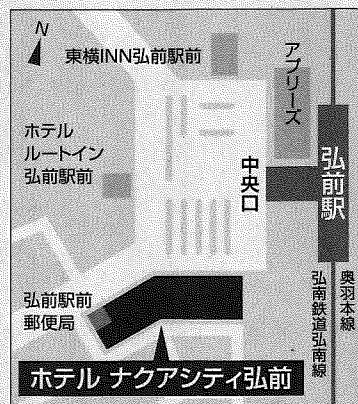 N
東横INN弘前駅前
アプリーズ
ホテル
ルートイン
弘前駅前
中央口
弘前駅
弘前駅前
郵便局
弘南鉄道弘南線
奥羽本線
ホテル ナクアシティ弘前